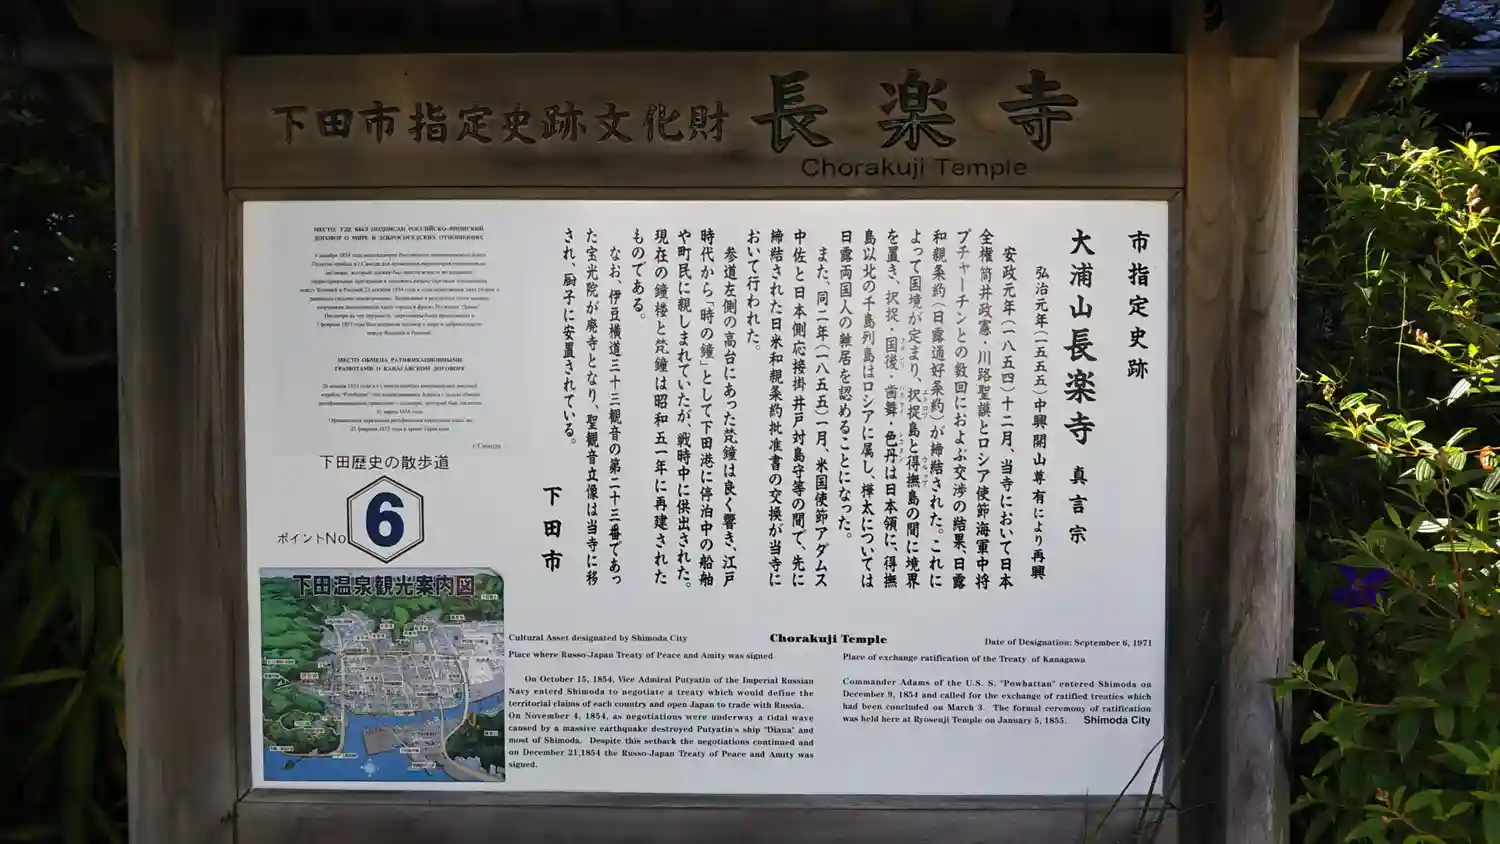 下田市指定史跡文化財 長楽寺
Chorakuji Temple
市指定史跡
大浦山長楽寺 真言宗
弘治元年(一五五五)中興開山尊有により再興
安政元年(一八五四)十二月、当寺において日本
全権筒井政憲・川路聖謨とロシア使節海軍中将
プチャーチンとの数回におよぶ交渉の結果、日露
和親条約(日露通好条約)が締結された。これに
よって国境が定まり、択捉島と得撫島の間に境界
を置き、択捉・国後・歯舞・色丹は日本領に、得撫
島以北の千島列島はロシアに属し、樺太については
日露両国人の雑居を認めることになった。
また、同二年(一八五五)一月、米国使節アダムス
中佐と日本側応接掛井戸対島守等の間で、先に
締結された日米和親条約批准書の交換が当寺に
おいて行われた。
参道左側の高台にあった梵鐘は良く響き、江戸
時代から「時の鐘」として下田港に停泊中の船舶
や町民に親しまれていたが、戦時中に供出された。
現在の鐘楼と梵鐘は昭和五一年に再建された
ものである。
なお、伊豆横道三十三観音の第二十三番であっ
た宝光院が廃寺となり、聖観音立像は当寺に移
され、厨子に安置されている。
下田市
МЕСТО, ГДЕ БЫЛ ПОДПИСАН РОССИЙСКО-ЯПОНСКИЙ
ДОГОВОР О МИРЕ И ДОБРОСОСЕДСКИХ ОТНОШЕНИЯХ
МЕСТО ОБМЕНА РАТИФИКАЦИОННЫМИ
ГРАМОТАМИ О КАНАГАВСКОМ ДОГОВОРЕ
г.Симода
下田歴史の散歩道
ポイントNo
6
下田温泉観光案内図
Cultural Asset designated by Shimoda City
Chorakuji Temple
Date of Designation: September 6, 1971
Place where Russo-Japan Treaty of Peace and Amity was signed
On October 15, 1854, Vice Admiral Putyatin of the Imperial Russian
Navy enterd Shimoda to negotiate a treaty which would define the
territorial claims of each country and open Japan to trade with Russia.
On November 4, 1854, as negotiations were underway a tidal wave
caused by a massive earthquake destroyed Putyatin's ship "Diana" and
most of Shimoda. Despite this setback the negotiations continued and
on December 21,1854 the Russo-Japan Treaty of Peace and Amity was
signed.
Place of exchange ratification of the Treaty of Kanagawa
Commander Adams of the U.S. S. "Powhattan" entered Shimoda on
December 9, 1854 and called for the exchange of ratified treaties which
had been concluded on March 3. The formal ceremony of ratification
was held here at Ryosenji Temple on January 5, 1855. Shimoda City